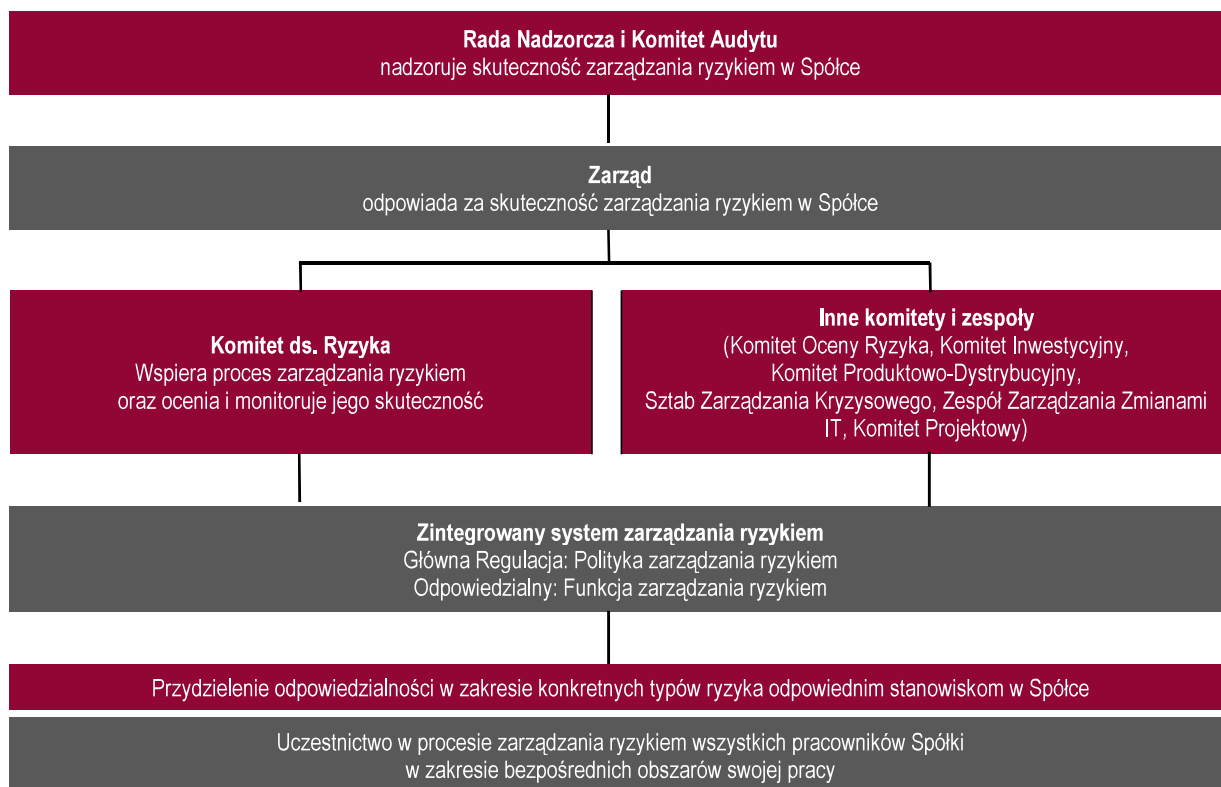 Rada Nadzorcza i Komitet Audytu
nadzoruje skuteczność zarządzania ryzykiem w Spółce
Zarząd
odpowiada za skuteczność zarządzania ryzykiem w Spółce
Komitet ds. Ryzyka
Wspiera proces zarządzania ryzykiem
oraz ocenia i monitoruje jego skuteczność
Inne komitety i zespoły
(Komitet Oceny Ryzyka, Komitet Inwestycyjny,
Komitet Produktowo-Dystrybucyjny,
Sztab Zarządzania Kryzysowego, Zespół Zarządzania Zmianami
IT, Komitet Projektowy)
Zintegrowany system zarządzania ryzykiem
Główna Regulacja: Polityka zarządzania ryzykiem
Odpowiedzialny: Funkcja zarządzania ryzykiem
Przydzielenie odpowiedzialności w zakresie konkretnych typów ryzyka odpowiednim stanowiskom w Spółce
Uczestnictwo w procesie zarządzania ryzykiem wszystkich pracowników Spółki
w zakresie bezpośrednich obszarów swojej pracy